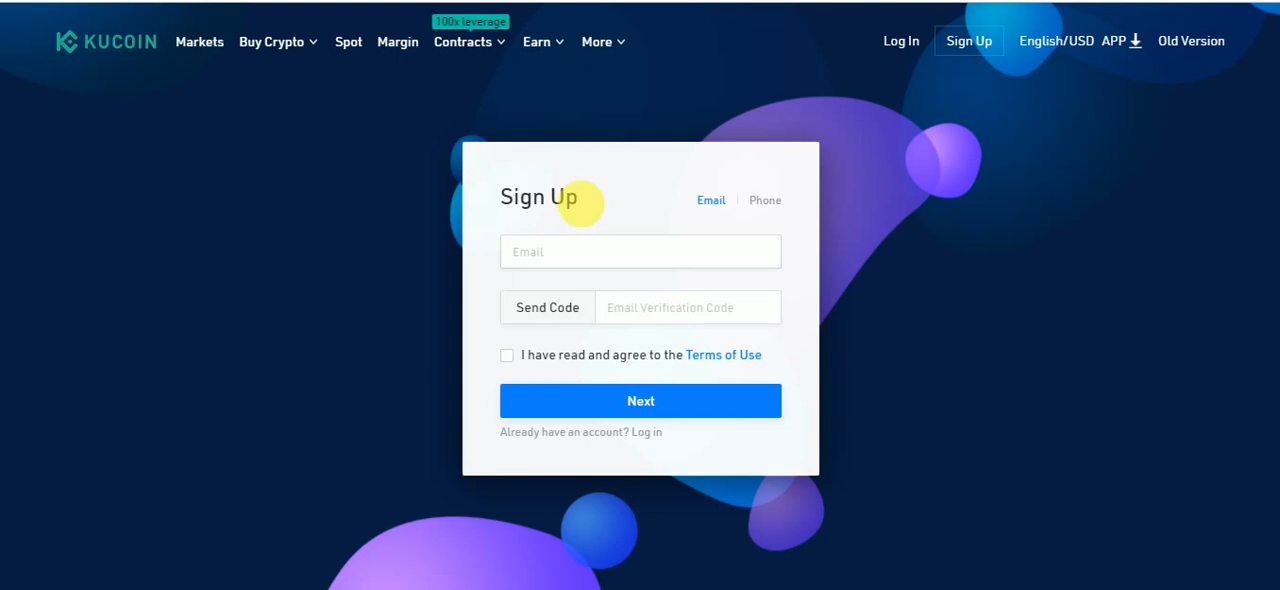 100x leverage
KUCOIN Markets Buy Crypto Spot Margin Contracts Earn More Log In Sign Up English/USD APP Old Version
Sign Up Email Phone
Email
Send Code Email Verification Code
I have read and agree to the Terms of Use
Next
Already have an account? Log in